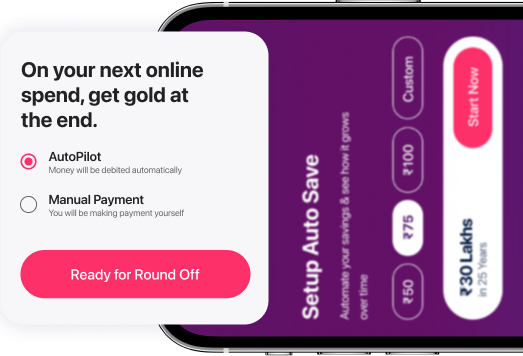 On your next online
spend, get gold at
the end.
AutoPilot
Money will be debited automatically
Manual Payment
You will be making payment yourself
Ready for Round Off
Setup Auto Save
Automate your savings & see how it grows
over time
₹50
₹75
₹100
Custom
₹30 Lakhs
in 25 Years
Start Now